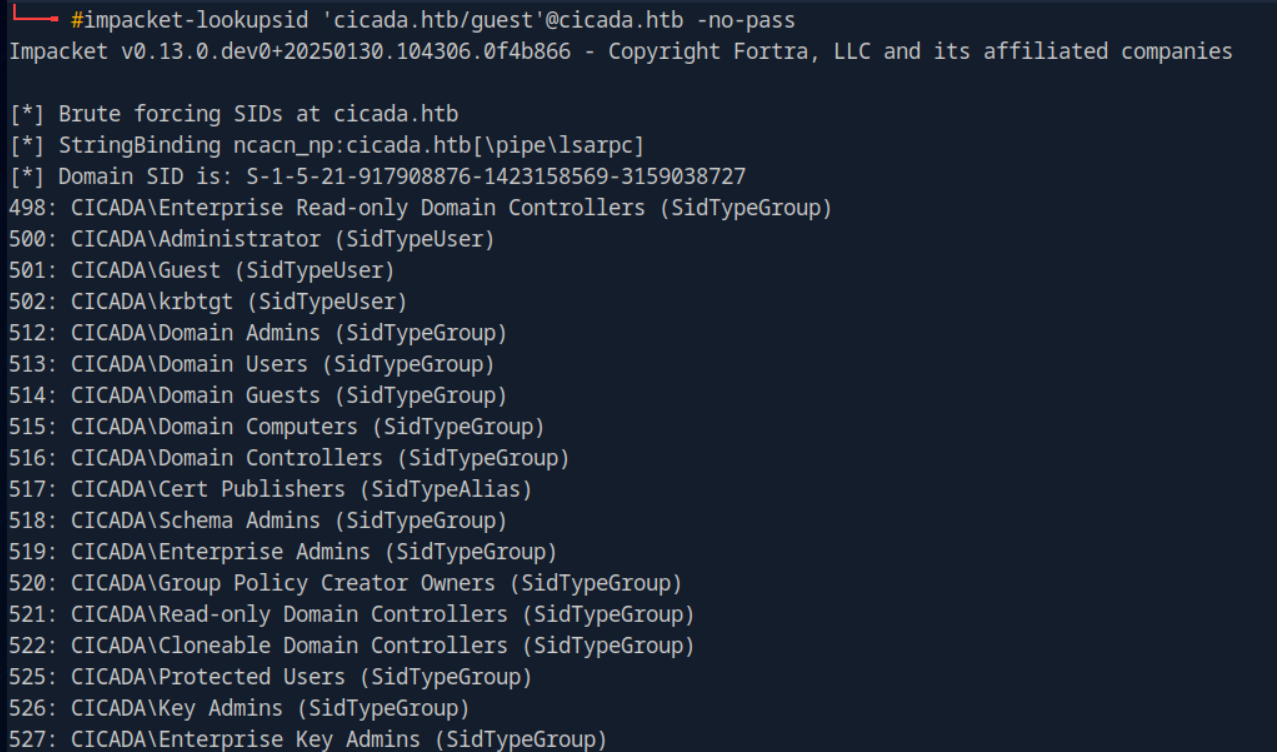 #impacket-lookupsid 'cicada.htb/guest'@cicada.htb -no-pass
Impacket v0.13.0.dev0+20250130.104306.0f4b866 - Copyright Fortra, LLC and its affiliated companies
[*] Brute forcing SIDs at cicada.htb
[*] StringBinding ncacn_np:cicada.htb[\pipe\lsarpc]
[*] Domain SID is: S-1-5-21-917908876-1423158569-3159038727
498: CICADA\Enterprise Read-only Domain Controllers (SidTypeGroup)
500: CICADA\Administrator (SidTypeUser)
501: CICADA\Guest (SidTypeUser)
502: CICADA\krbtgt (SidTypeUser)
512: CICADA\Domain Admins (SidTypeGroup)
513: CICADA\Domain Users (SidTypeGroup)
514: CICADA\Domain Guests (SidTypeGroup)
515: CICADA\Domain Computers (SidTypeGroup)
516: CICADA\Domain Controllers (SidTypeGroup)
517: CICADA\Cert Publishers (SidTypeAlias)
518: CICADA\Schema Admins (SidTypeGroup)
519: CICADA\Enterprise Admins (SidTypeGroup)
520: CICADA\Group Policy Creator Owners (SidTypeGroup)
521: CICADA\Read-only Domain Controllers (SidTypeGroup)
522: CICADA\Cloneable Domain Controllers (SidTypeGroup)
525: CICADA\Protected Users (SidTypeGroup)
526: CICADA\Key Admins (SidTypeGroup)
527: CICADA\Enterprise Key Admins (SidTypeGroup)